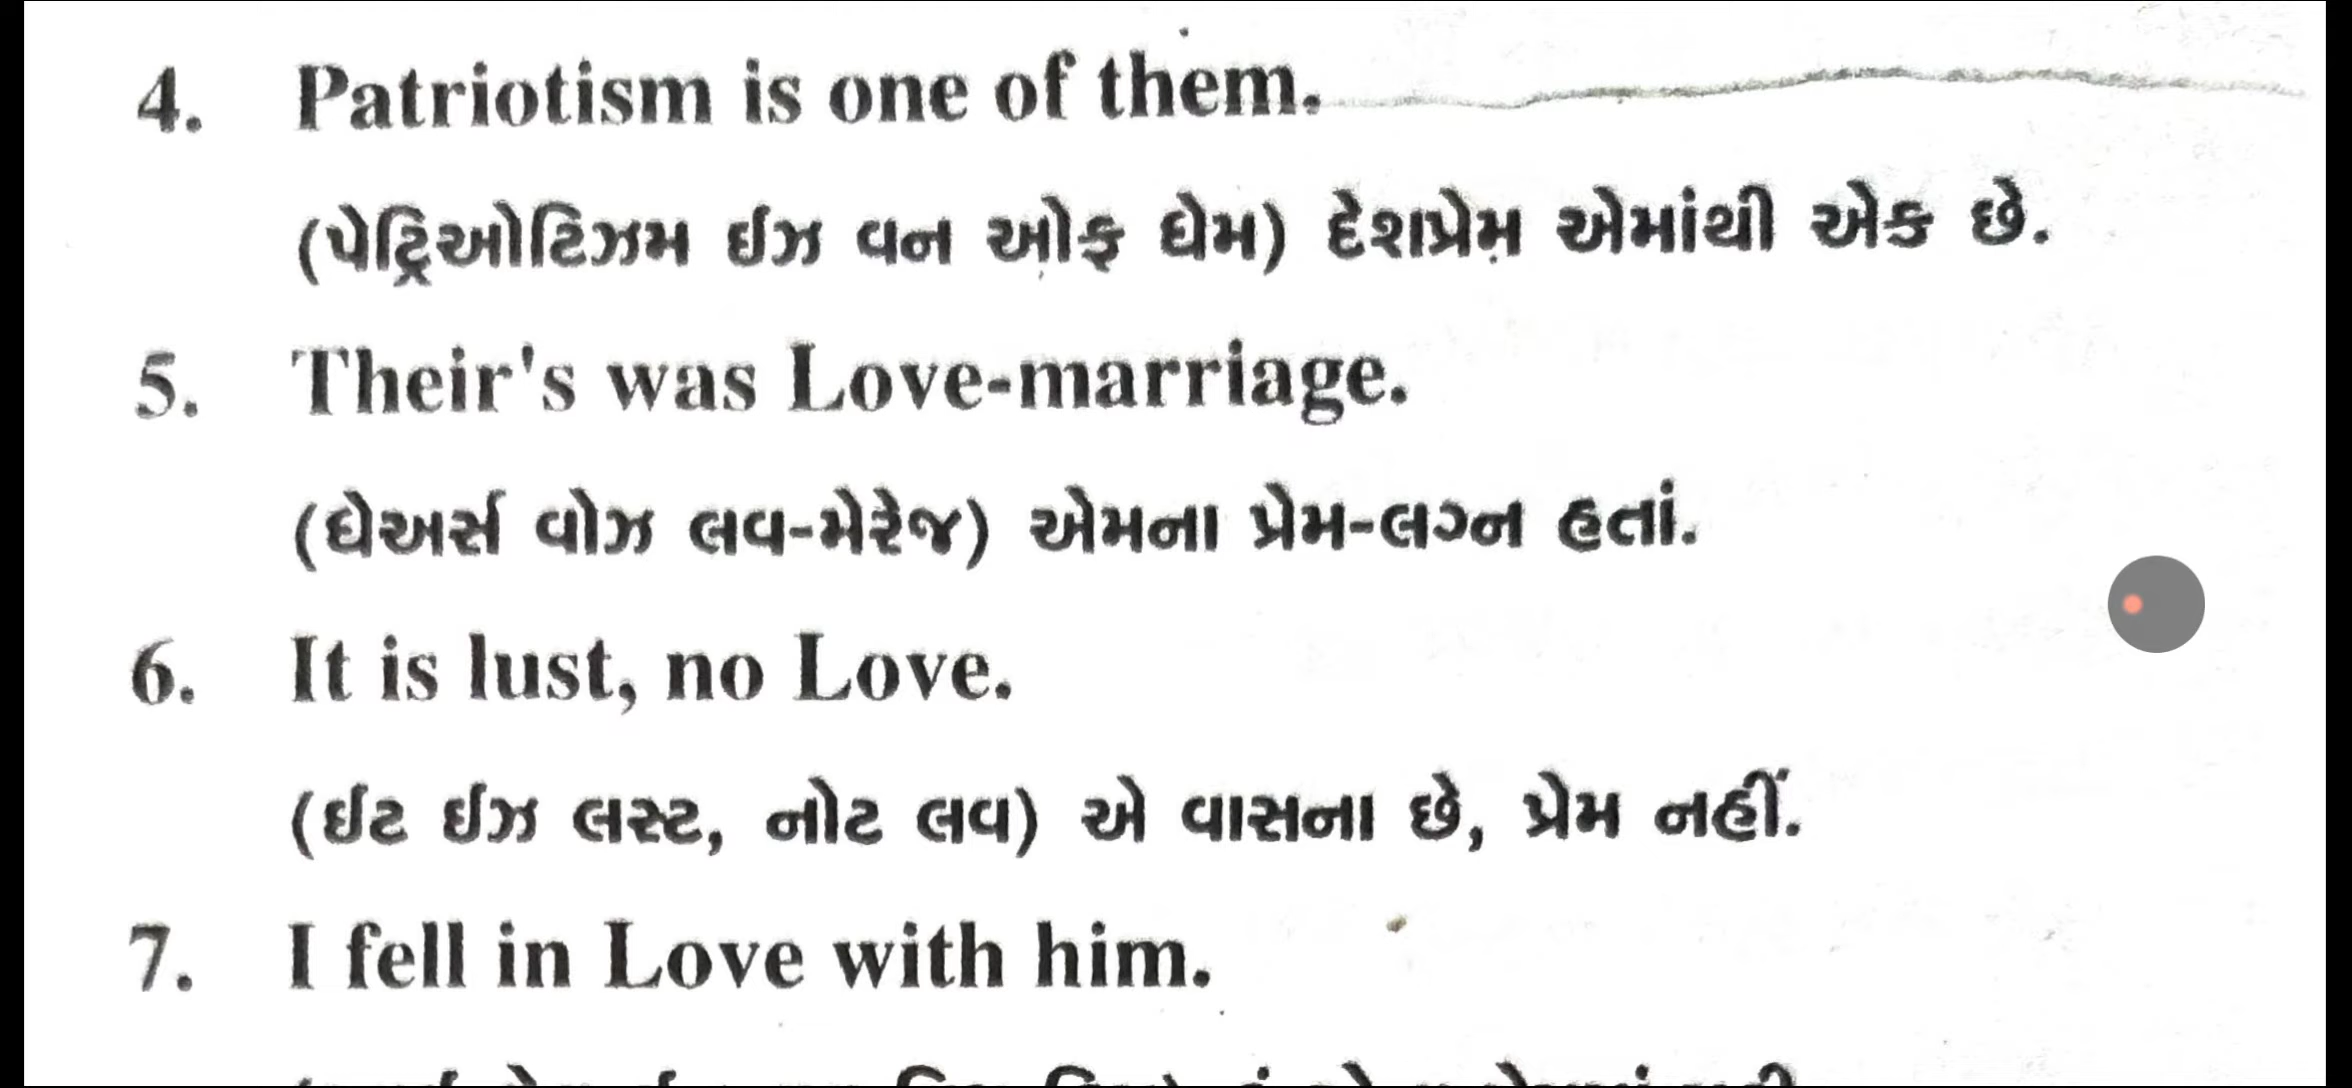 4. Patriotism is one of them.
(પેટ્રિઓટિઝમ ઈઝ વન ઓફ ધેમ) દેશપ્રેમ એમાંથી એક છે.
5. Their's was Love-marriage.
(ધેઅર્સ વોઝ લવ-મેરેજ) એમના પ્રેમ-લગ્ન હતાં.
6. It is lust, no Love.
(ઈટ ઈઝ લસ્ટ, નોટ લવ) એ વાસના છે, પ્રેમ નહીં.
7. I fell in Love with him.